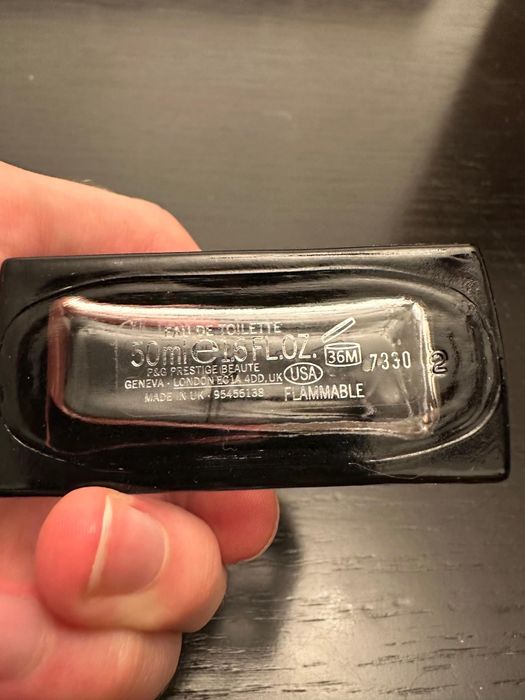 EAU DE TOILETTE
50ml e 1.6 FL.OZ. 36M 7330 2
P&G PRESTIGE BEAUTE USA
GENEVA · LONDON EC1A 4DD, UK
MADE IN UK · 95455138 FLAMMABLE